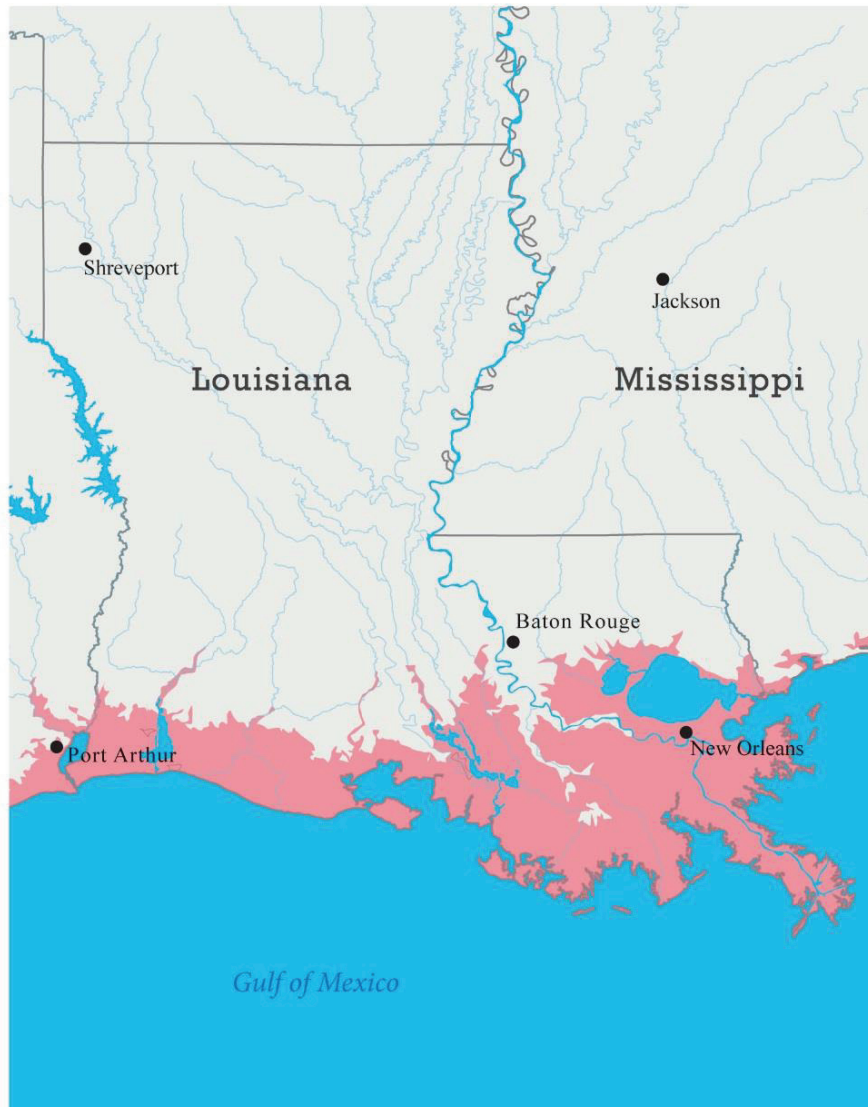 Shreveport
Jackson
Louisiana
Mississippi
Baton Rouge
New Orleans
Port Arthur
Gulf of Mexico